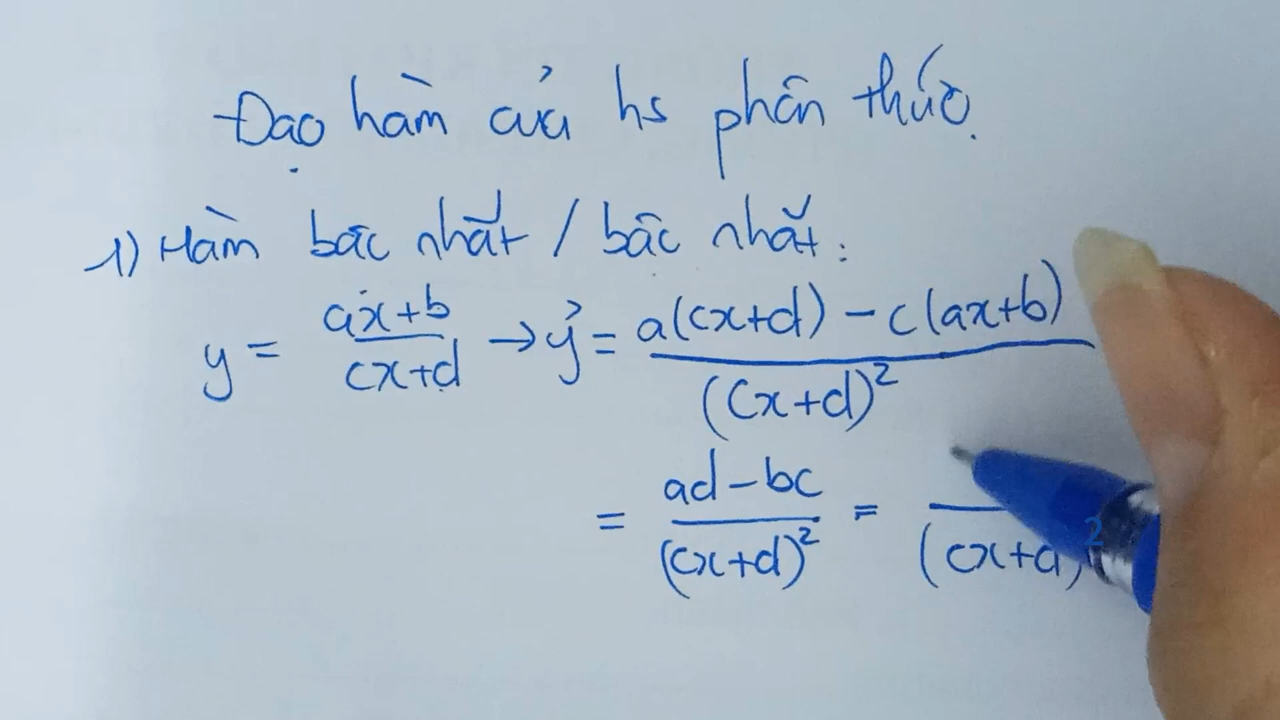 Đạo hàm của hs phân thức.
1) Hàm bậc nhất / bậc nhất:
y = ax+b / cx+d → y' = a(cx+d) - c(ax+b) / (cx+d)²
= ad-bc / (cx+d)² = / (cx+d)²